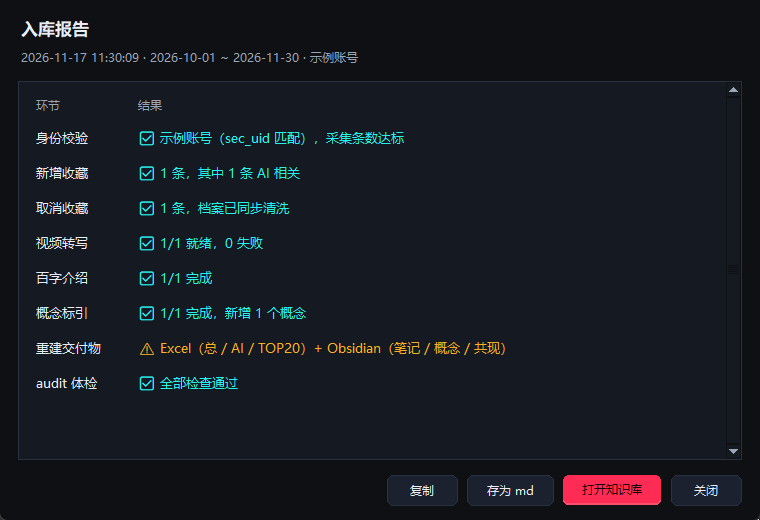 入库报告
2026-11-17 11:30:09 · 2026-10-01 ~ 2026-11-30 · 示例账号
环节 结果
身份校验 示例账号（sec_uid 匹配），采集条数达标
新增收藏 1 条，其中 1 条 AI 相关
取消收藏 1 条，档案已同步清洗
视频转写 1/1 就绪，0 失败
百字介绍 1/1 完成
概念标引 1/1 完成，新增 1 个概念
重建交付物 Excel（总 / AI / TOP20）+ Obsidian（笔记 / 概念 / 共现）
audit 体检 全部检查通过
复制 存为 md 打开知识库 关闭